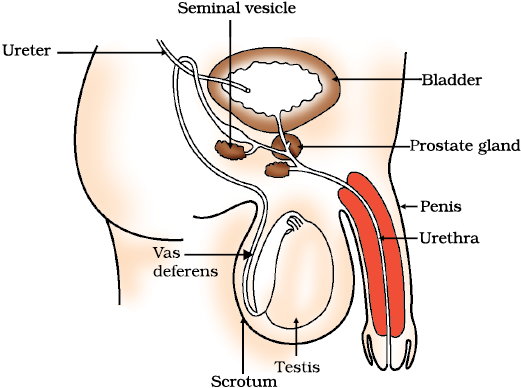 Seminal vesicle
Ureter
Bladder
Prostate gland
Penis
Urethra
Vas
deferens
Testis
Scrotum